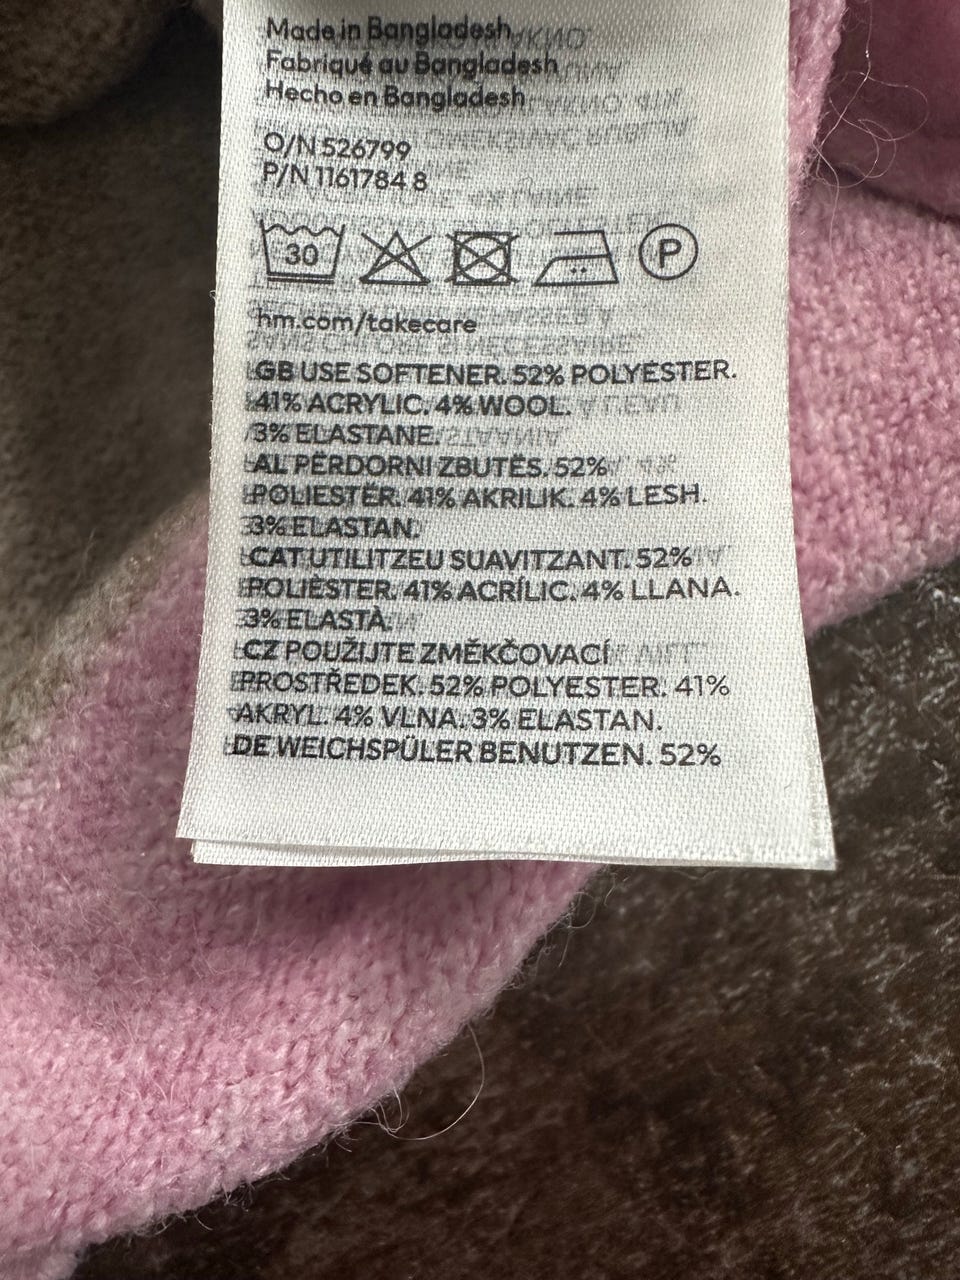 Made in Bangladesh
Fabriqué au Bangladesh
Hecho en Bangladesh
O/N 526799
P/N 1161784 8
30
P
hm.com/takecare
GB USE SOFTENER. 52% POLYESTER.
41% ACRYLIC. 4% WOOL.
3% ELASTANE.
AL PËRDORNI ZBUTËS. 52%
POLIESTËR. 41% AKRILIK. 4% LESH.
3% ELASTAN.
CAT UTILITZEU SUAVITZANT. 52%
POLIÈSTER. 41% ACRÍLIC. 4% LLANA.
3% ELASTÀ.
CZ POUŽIJTE ZMĚKČOVACÍ
PROSTŘEDEK. 52% POLYESTER. 41%
AKRYL. 4% VLNA. 3% ELASTAN.
DE WEICHSPÜLER BENUTZEN. 52%